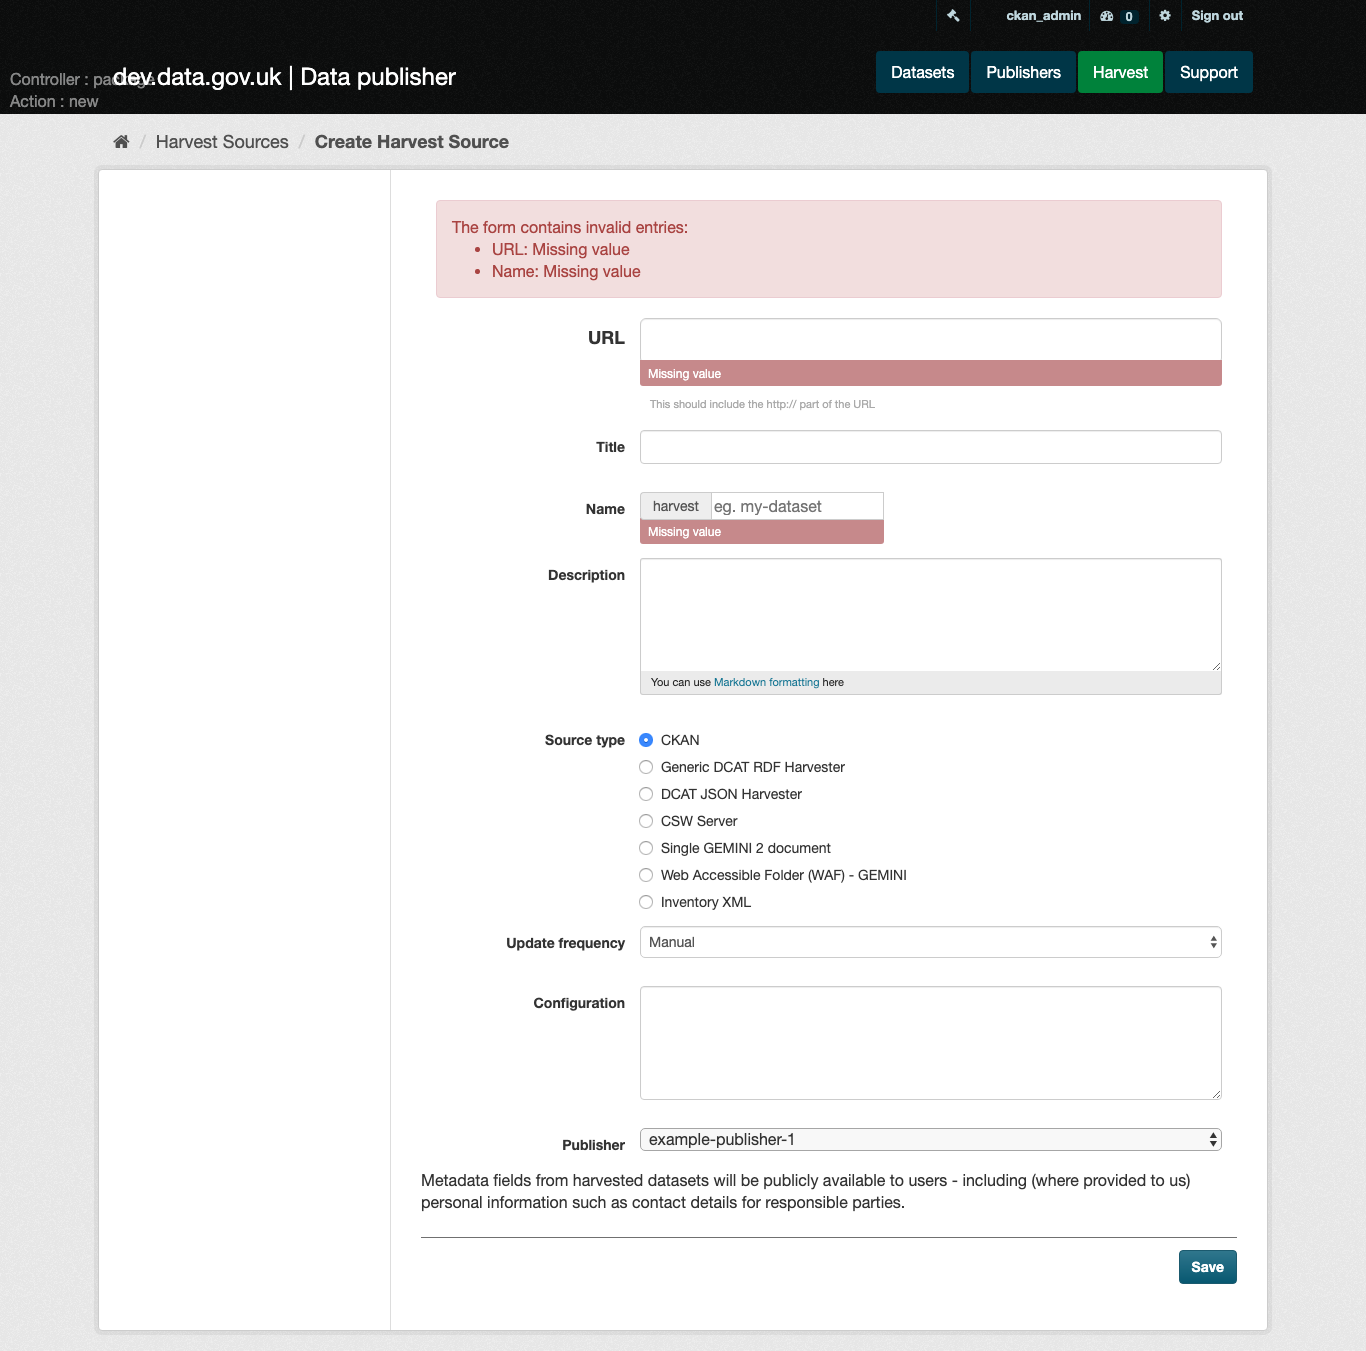 ckan_admin 0 Sign out
Controller : package
Action : new
dev.data.gov.uk | Data publisher
Datasets Publishers Harvest Support
/ Harvest Sources / Create Harvest Source
The form contains invalid entries:
• URL: Missing value
• Name: Missing value
URL
Missing value
This should include the http:// part of the URL
Title
Name harvest eg. my-dataset
Missing value
Description
You can use Markdown formatting here
Source type CKAN
Generic DCAT RDF Harvester
DCAT JSON Harvester
CSW Server
Single GEMINI 2 document
Web Accessible Folder (WAF) - GEMINI
Inventory XML
Update frequency Manual
Configuration
Publisher example-publisher-1
Metadata fields from harvested datasets will be publicly available to users - including (where provided to us)
personal information such as contact details for responsible parties.
Save